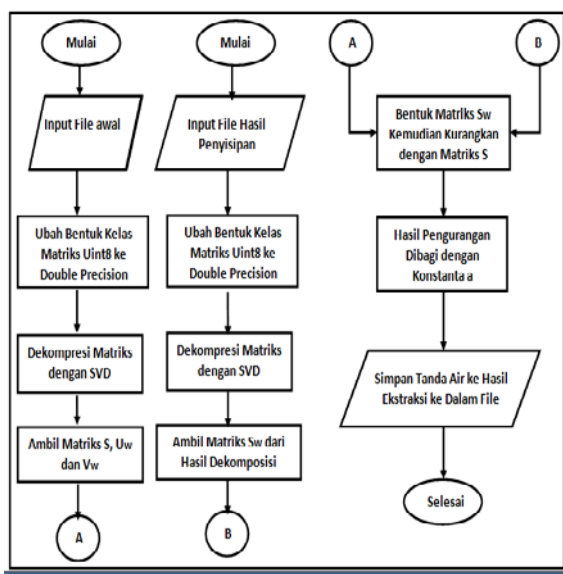 Mulai
Input File awal
Ubah Bentuk Kelas
Matriks Uint8 ke
Double Precision
Dekompresi Matriks
dengan SVD
Ambil Matriks S, Uw
dan Vw
A
Mulai
Input File Hasil
Penyisipan
Ubah Bentuk Kelas
Matriks Uint8 ke
Double Precision
Dekompresi Matriks
dengan SVD
Ambil Matriks Sw dari
Hasil Dekomposisi
B
A
B
Bentuk Matriks Sw
Kemudian Kurangkan
dengan Matriks S
Hasil Pengurangan
Dibagi dengan
Konstanta a
Simpan Tanda Air ke Hasil
Ekstraksi ke Dalam File
Selesai